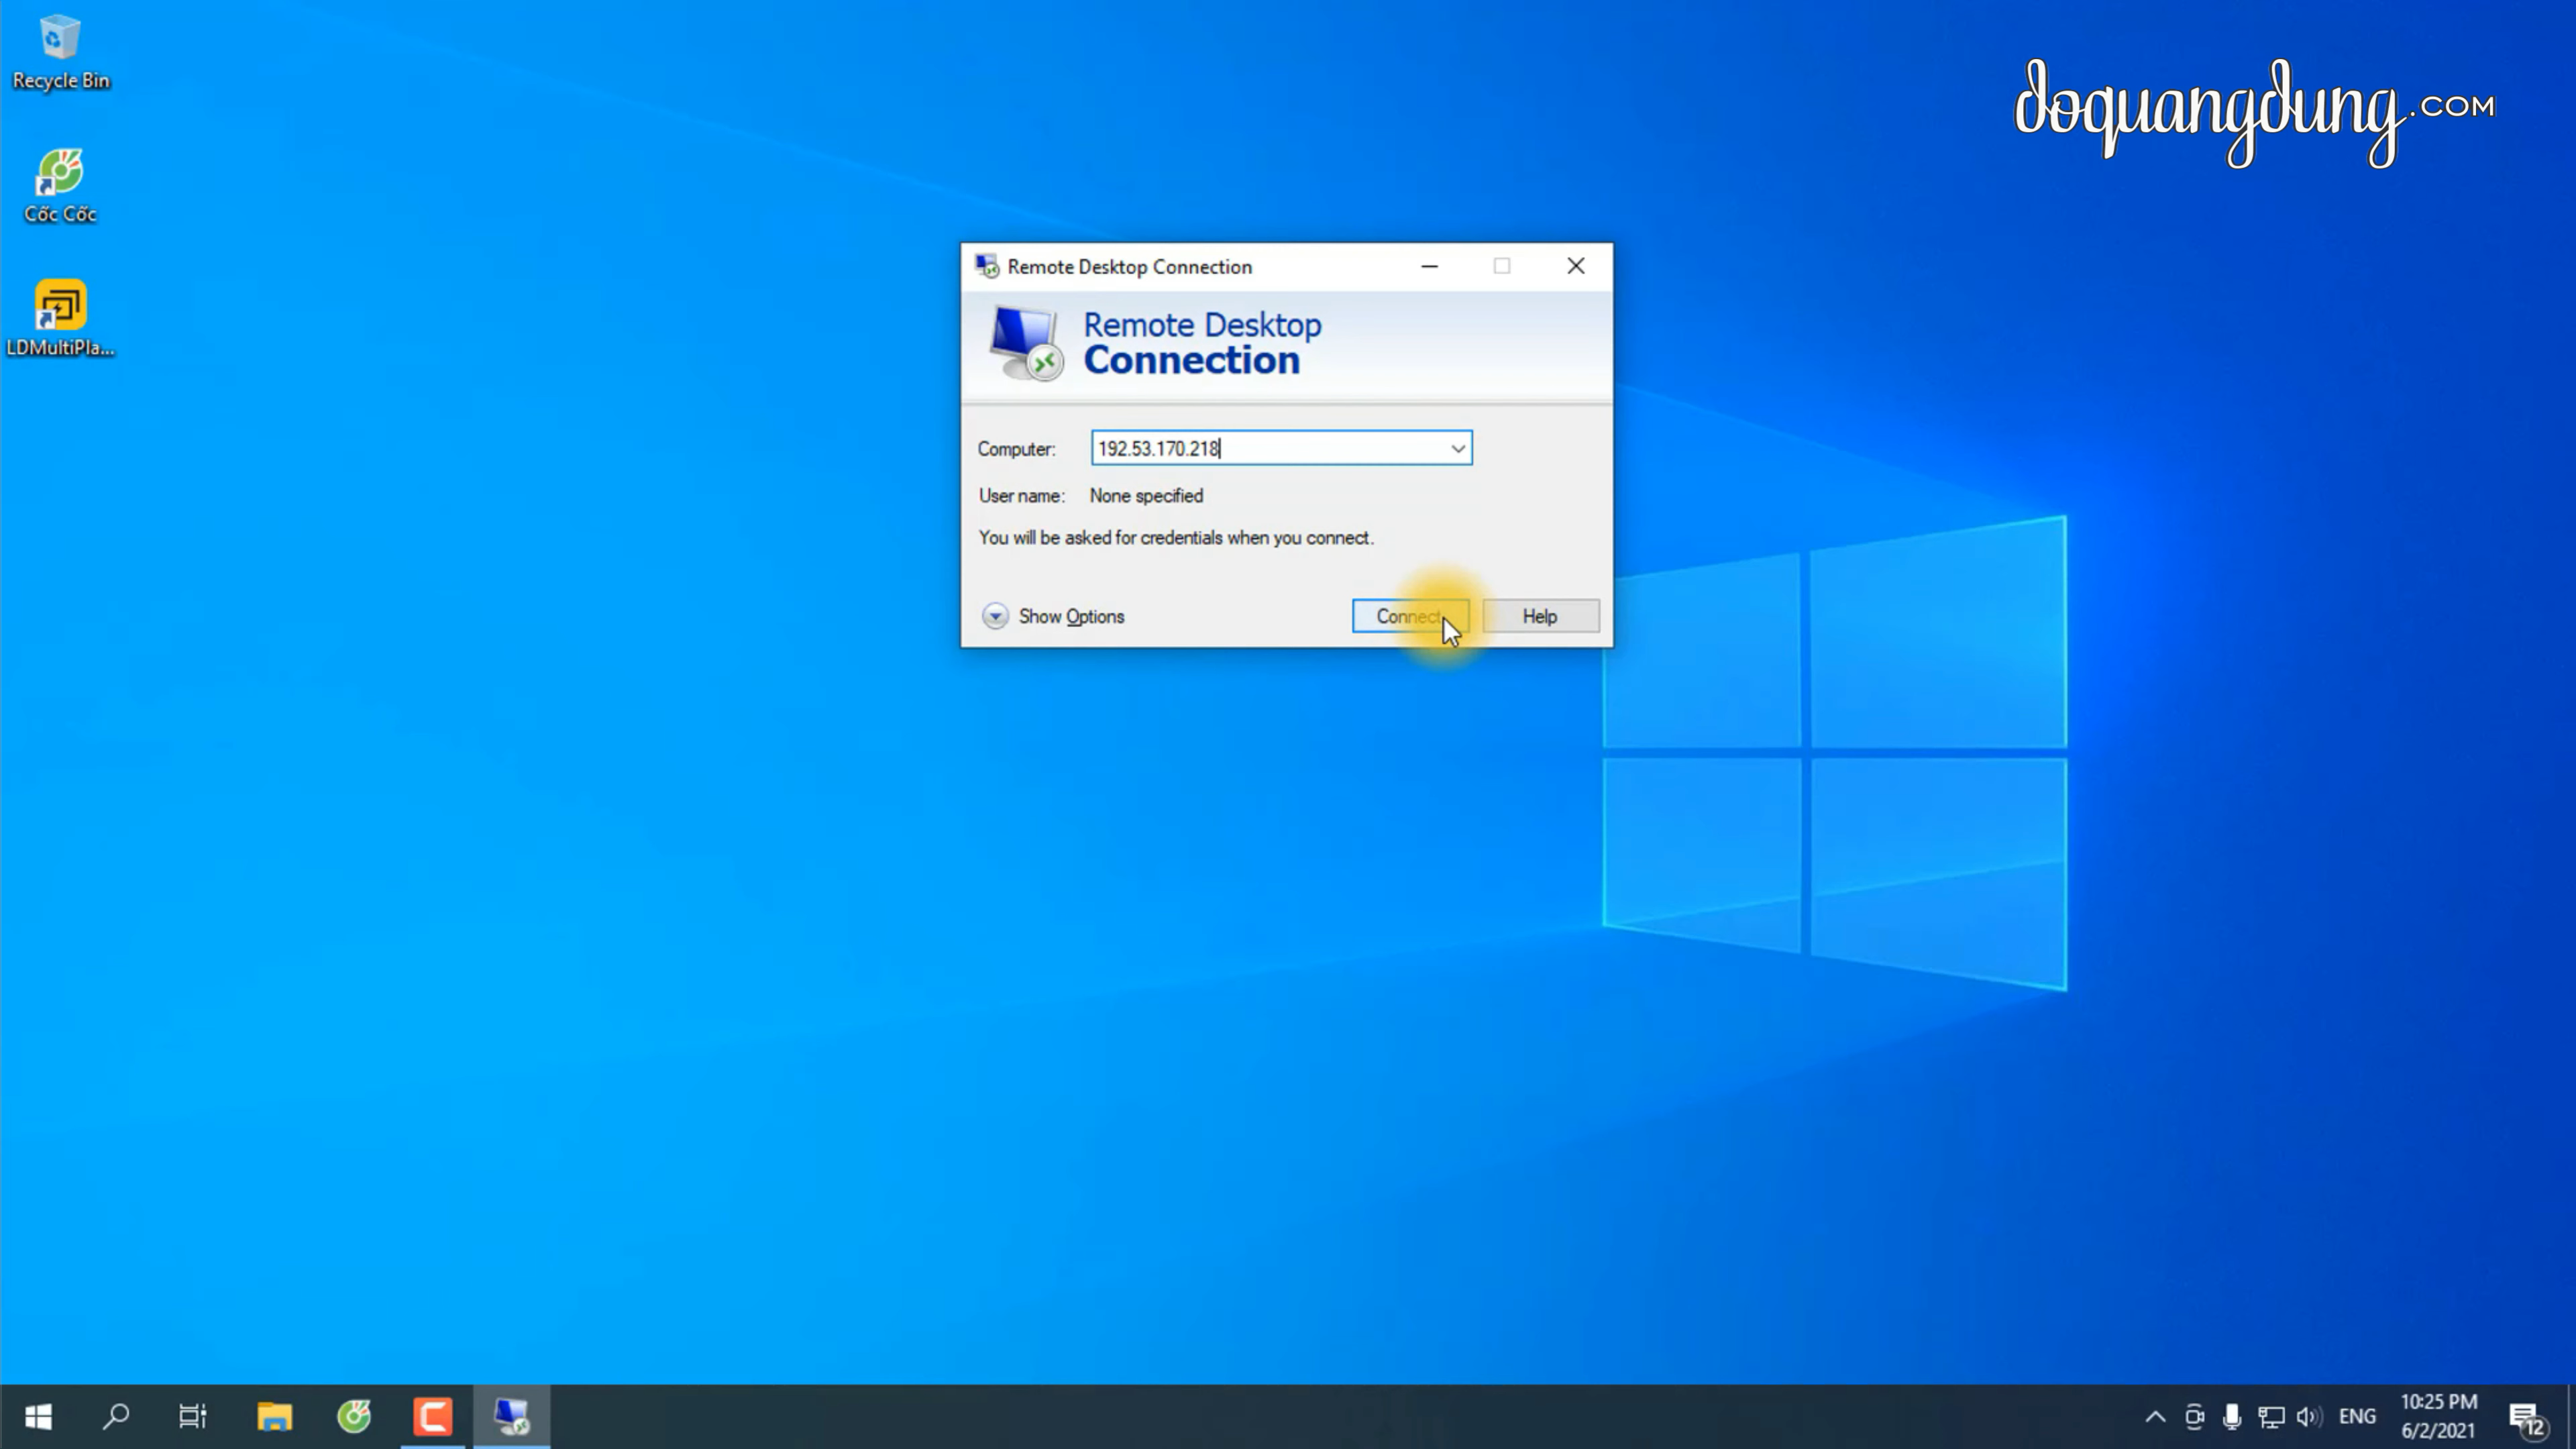 Recycle Bin
Cốc Cốc
LDMultiPla...
doquangdung.COM
Remote Desktop Connection
Remote Desktop
Connection
Computer: 192.53.170.218
User name: None specified
You will be asked for credentials when you connect.
Show Options Connect Help
ENG
10:25 PM
6/2/2021
12